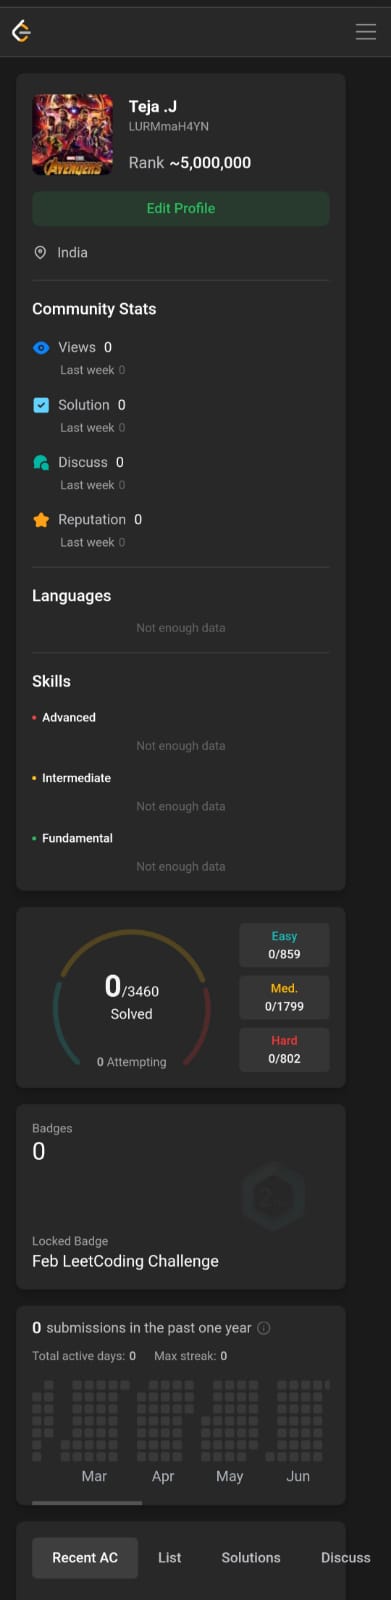 Teja .J
LURMmaH4YN
Rank ~5,000,000
AVENGERS
Edit Profile
India
Community Stats
Views 0
Last week 0
Solution 0
Last week 0
Discuss 0
Last week 0
Reputation 0
Last week 0
Languages
Not enough data
Skills
Advanced
Not enough data
Intermediate
Not enough data
Fundamental
Not enough data
0/3460
Solved
0 Attempting
Easy
0/859
Med.
0/1799
Hard
0/802
Badges
0
Locked Badge
Feb LeetCoding Challenge
0 submissions in the past one year
Total active days: 0 Max streak: 0
Mar Apr May Jun
Recent AC List Solutions Discuss